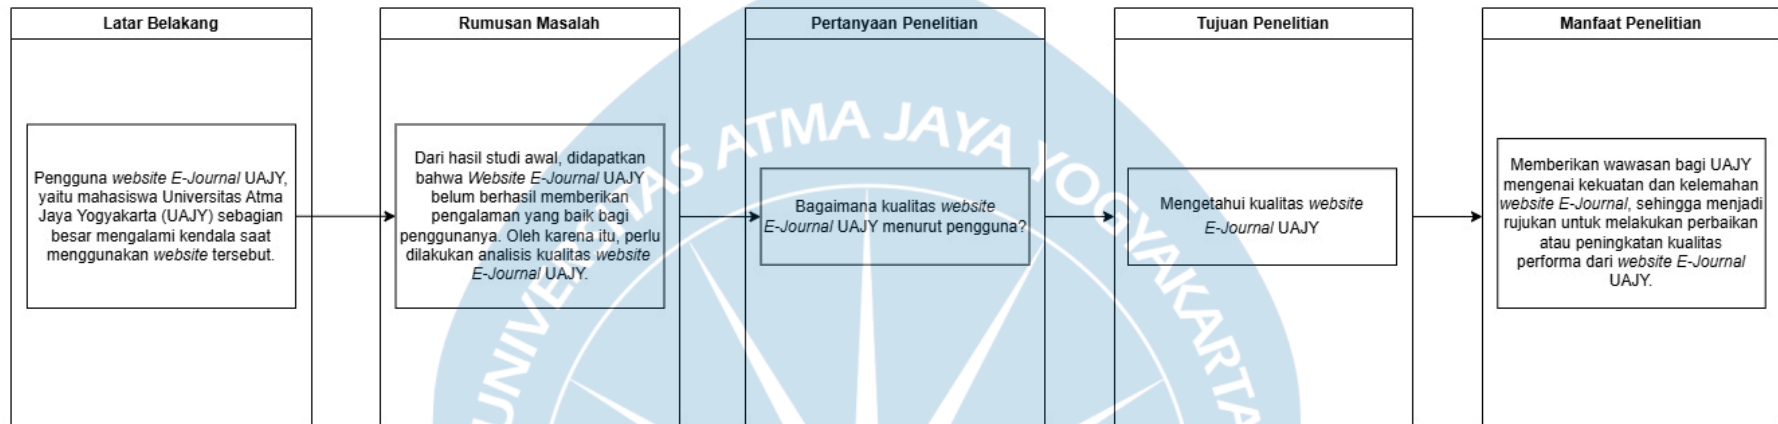 Latar Belakang
Pengguna website E-Journal UAJY,
yaitu mahasiswa Universitas Atma
Jaya Yogyakarta (UAJY) sebagian
besar mengalami kendala saat
menggunakan website tersebut.
Rumusan Masalah
Dari hasil studi awal, didapatkan
bahwa Website E-Journal UAJY
belum berhasil memberikan
pengalaman yang baik bagi
penggunanya. Oleh karena itu, perlu
dilakukan analisis kualitas website
E-Journal UAJY.
Pertanyaan Penelitian
Bagaimana kualitas website
E-Journal UAJY menurut pengguna?
Tujuan Penelitian
Mengetahui kualitas website
E-Journal UAJY
Manfaat Penelitian
Memberikan wawasan bagi UAJY
mengenai kekuatan dan kelemahan
website E-Journal, sehingga menjadi
rujukan untuk melakukan perbaikan
atau peningkatan kualitas
performa dari website E-Journal
UAJY.
UNIVERSITAS ATMA JAYA YOGYAKARTA